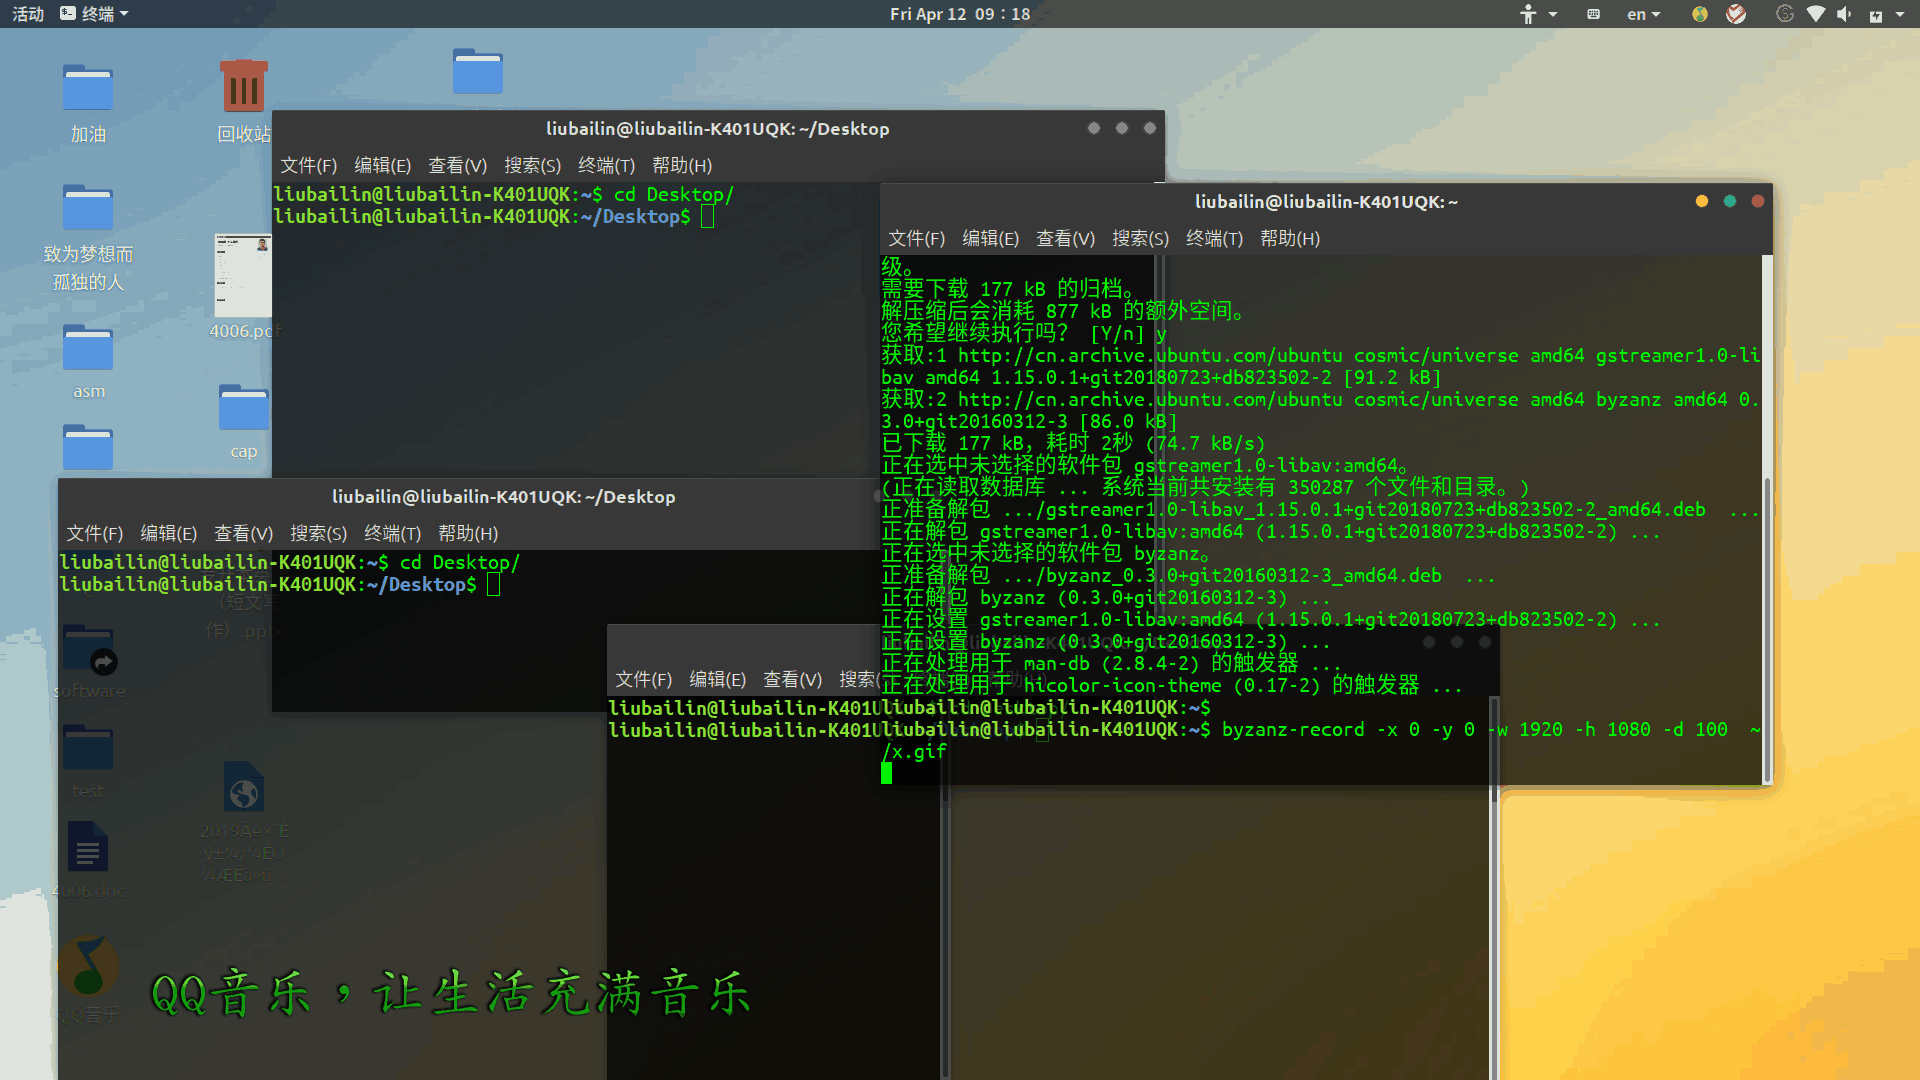 活动 终端 Fri Apr 12 09：18 en
加油
回收站
致为梦想而
孤独的人
4006.pdf
asm
cap
liubailin@liubailin-K401UQK: ~/Desktop
文件(F) 编辑(E) 查看(V) 搜索(S) 终端(T) 帮助(H)
liubailin@liubailin-K401UQK:~$ cd Desktop/
liubailin@liubailin-K401UQK:~/Desktop$
liubailin@liubailin-K401UQK: ~
文件(F) 编辑(E) 查看(V) 搜索(S) 终端(T) 帮助(H)
级。
需要下载 177 kB 的归档。
解压缩后会消耗 877 kB 的额外空间。
您希望继续执行吗？ [Y/n] y
获取:1 http://cn.archive.ubuntu.com/ubuntu cosmic/universe amd64 gstreamer1.0-li
bav amd64 1.15.0.1+git20180723+db823502-2 [91.2 kB]
获取:2 http://cn.archive.ubuntu.com/ubuntu cosmic/universe amd64 byzanz amd64 0.
3.0+git20160312-3 [86.0 kB]
已下载 177 kB，耗时 2秒 (74.7 kB/s)
正在选中未选择的软件包 gstreamer1.0-libav:amd64。
(正在读取数据库 ... 系统当前共安装有 350287 个文件和目录。)
正准备解包 .../gstreamer1.0-libav_1.15.0.1+git20180723+db823502-2_amd64.deb ...
正在解包 gstreamer1.0-libav:amd64 (1.15.0.1+git20180723+db823502-2) ...
正在选中未选择的软件包 byzanz。
正准备解包 .../byzanz_0.3.0+git20160312-3_amd64.deb ...
正在解包 byzanz (0.3.0+git20160312-3) ...
正在设置 gstreamer1.0-libav:amd64 (1.15.0.1+git20180723+db823502-2) ...
正在设置 byzanz (0.3.0+git20160312-3) ...
正在处理用于 man-db (2.8.4-2) 的触发器 ...
正在处理用于 hicolor-icon-theme (0.17-2) 的触发器 ...
liubailin@liubailin-K401UQK:~$
liubailin@liubailin-K401UQK:~$ byzanz-record -x 0 -y 0 -w 1920 -h 1080 -d 100 ~
/x.gif
liubailin@liubailin-K401UQK: ~/Desktop
文件(F) 编辑(E) 查看(V) 搜索(S) 终端(T) 帮助(H)
liubailin@liubailin-K401UQK:~$ cd Desktop/
liubailin@liubailin-K401UQK:~/Desktop$
（短文写
作）.pptx
文件(F) 编辑(E) 查看(V) 搜索(
liubailin@liubailin-K401U
liubailin@liubailin-K401U
software
test
4006.doc
QQ音乐
QQ音乐，让生活充满音乐